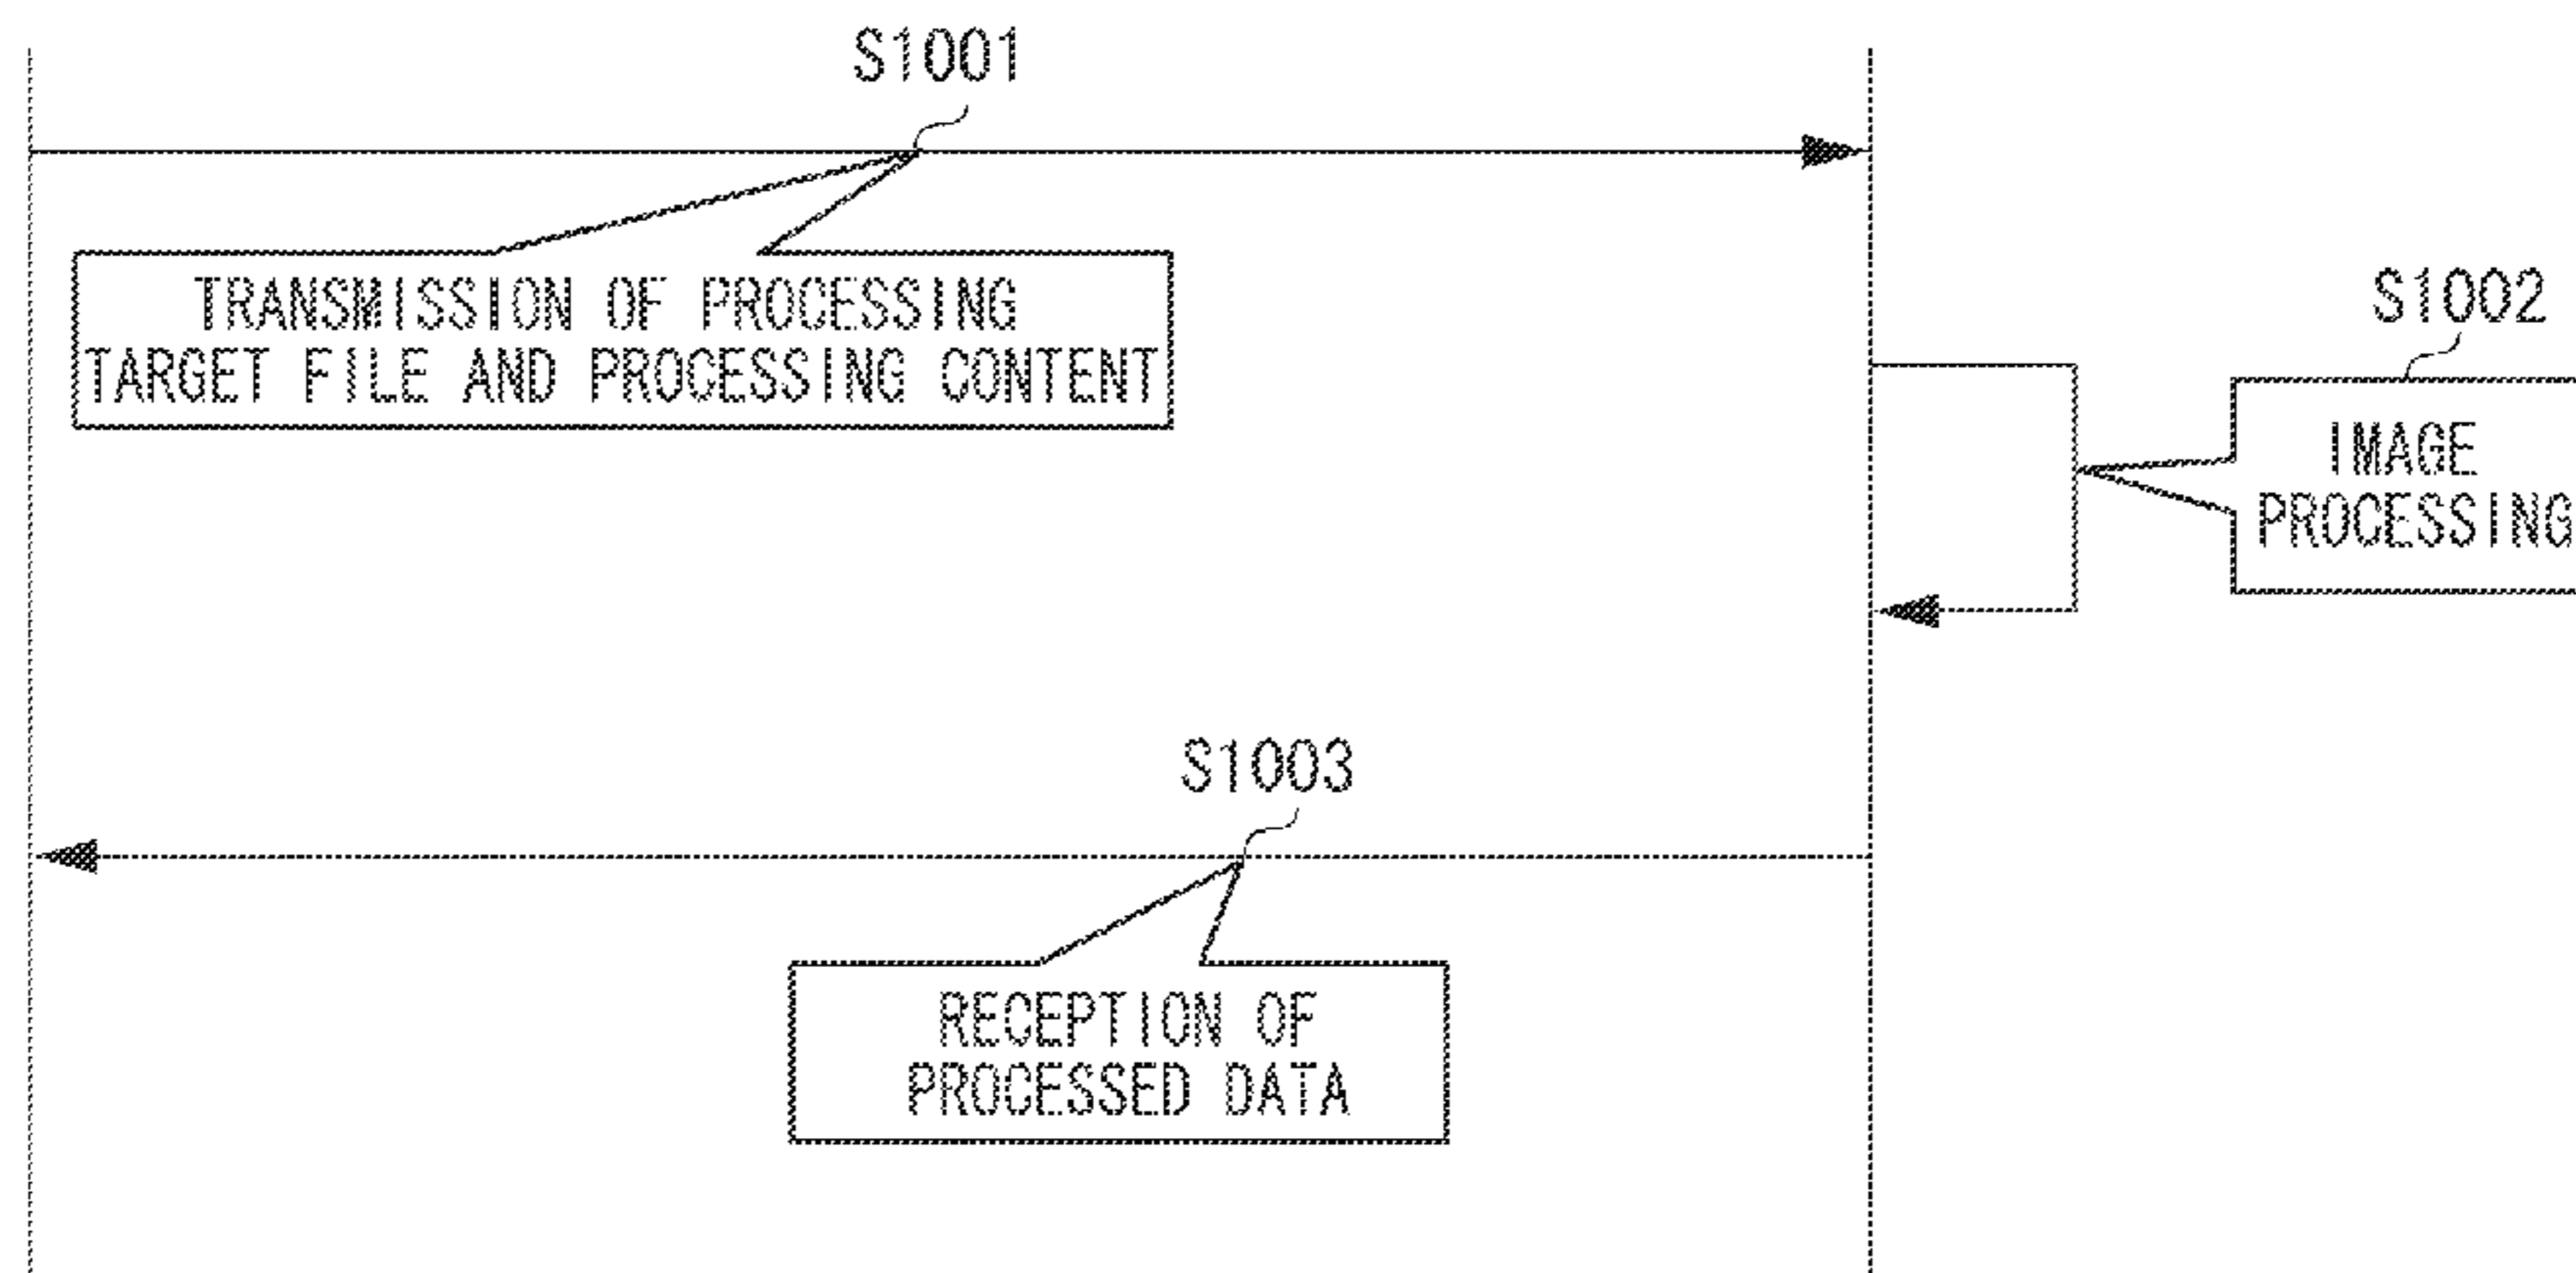 S1001
TRANSMISSION OF PROCESSING
TARGET FILE AND PROCESSING CONTENT
S1002
IMAGE
PROCESSING
S1003
RECEPTION OF
PROCESSED DATA